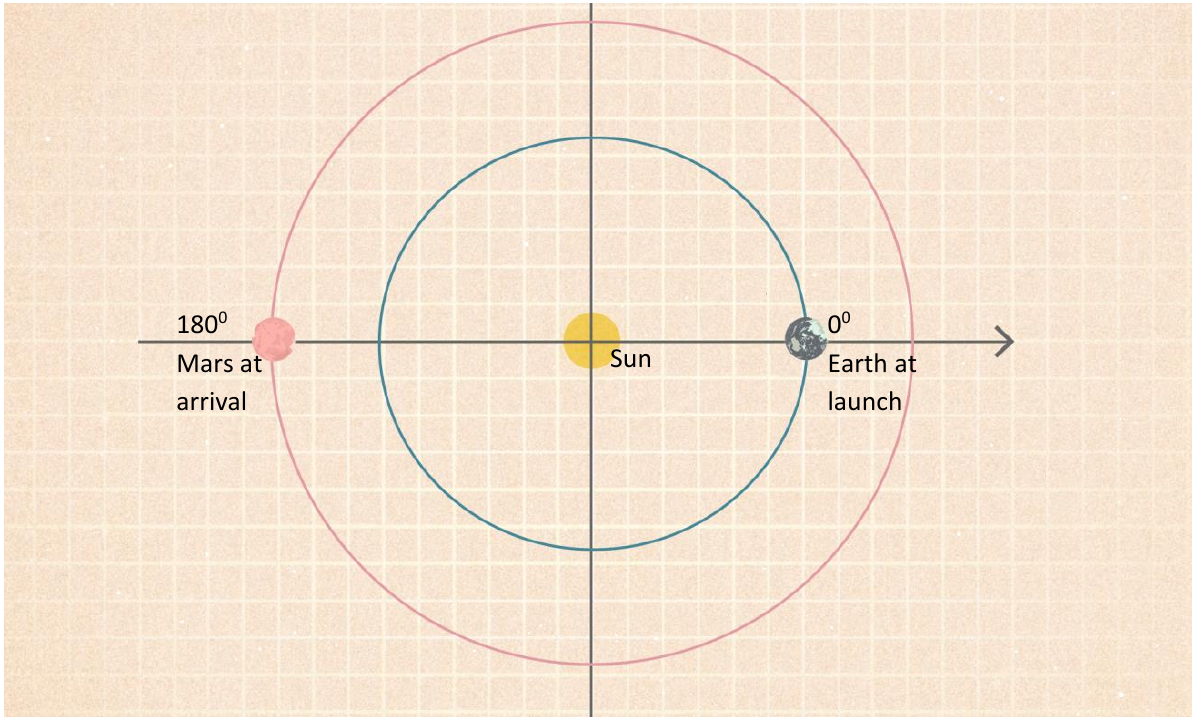 180⁰
Mars at
arrival
Sun
0⁰
Earth at
launch